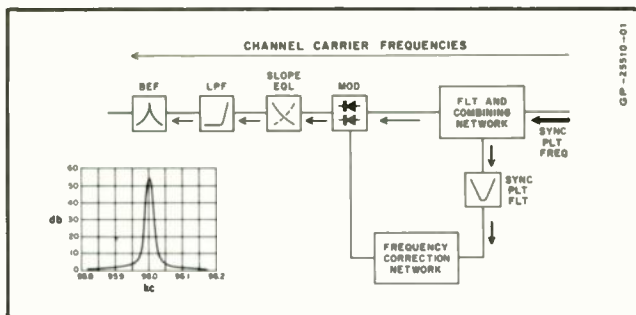 CHANNEL CARRIER FREQUENCIES
GP-25510-01
BEF
LPF
SLOPE
EQL
MOD
FLT AND
COMBINING
NETWORK
SYNC
PLT
FREQ
SYNC
PLT
FLT
FREQUENCY
CORRECTION
NETWORK
60
50
40
30
20
10
0
db
95.8 95.9 96.0 96.1 96.2
kc